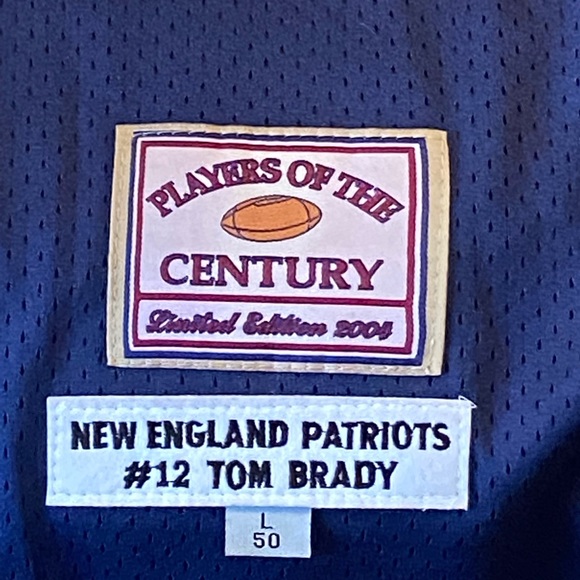 PLAYERS OF THE
CENTURY
Limited Edition 2004
NEW ENGLAND PATRIOTS
#12 TOM BRADY
L
50